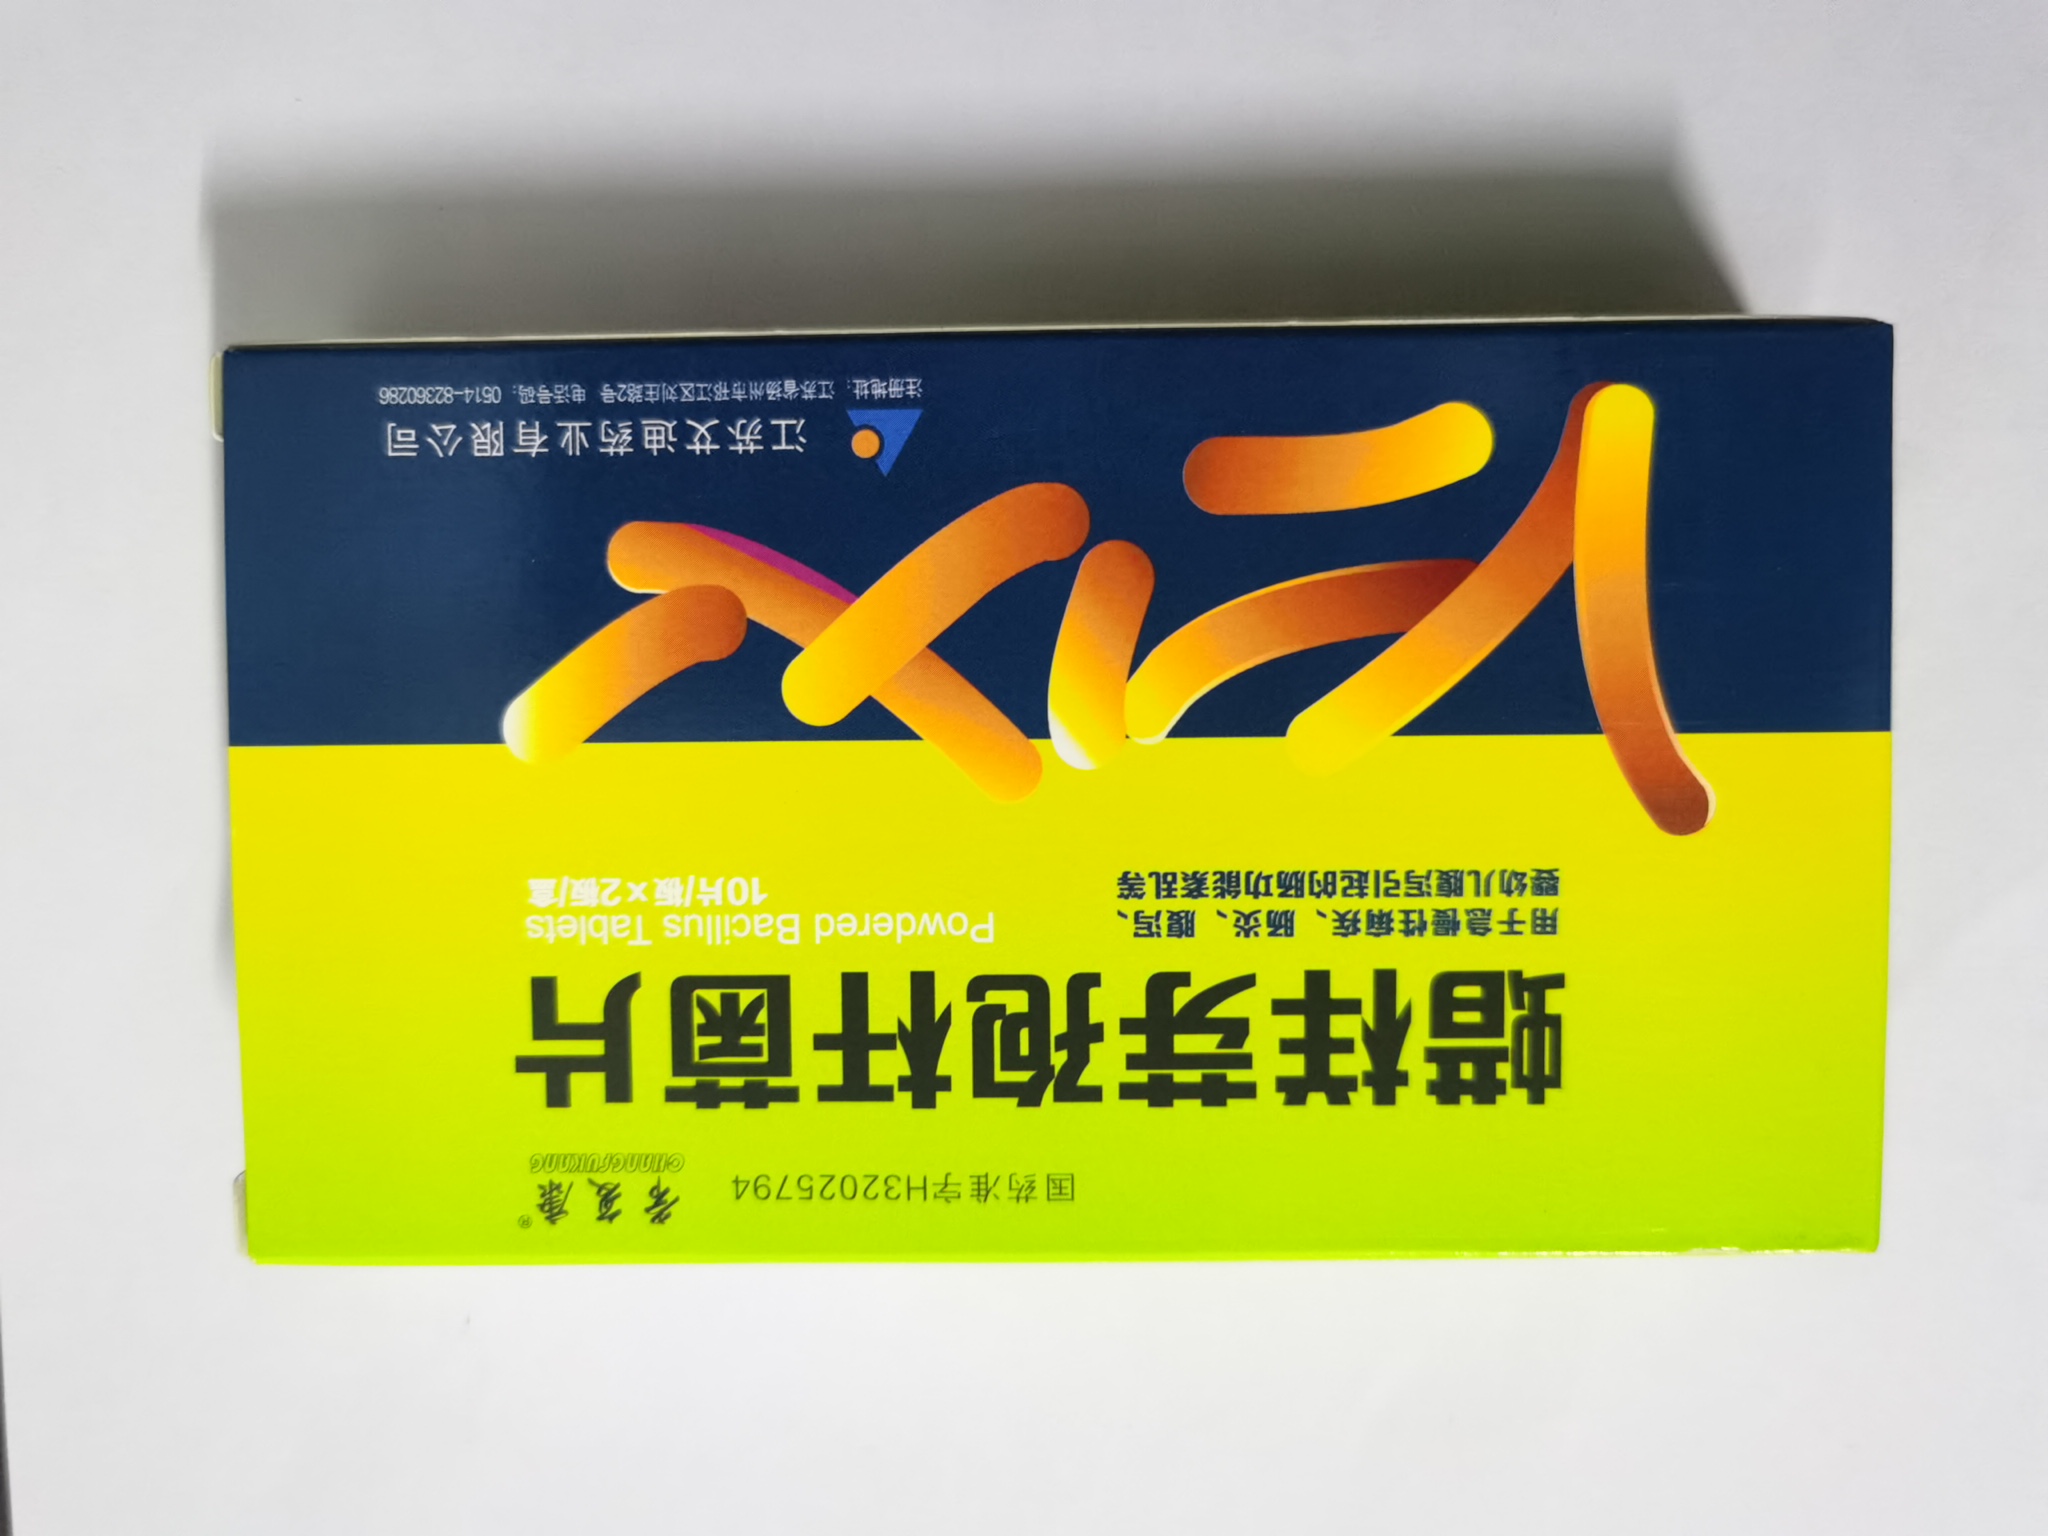 常复康®
CHANGFUKANG
国药准字H32025794
蜡样芽孢杆菌片
Powdered Bacillus Tablets
10片/板×2板/盒
用于急慢性痢疾、肠炎、腹泻、
婴幼儿腹泻引起的肠功能紊乱等
江苏艾迪药业有限公司
注册地址：江苏省扬州市邗江区刘庄路2号 电话号码：0514-82360286